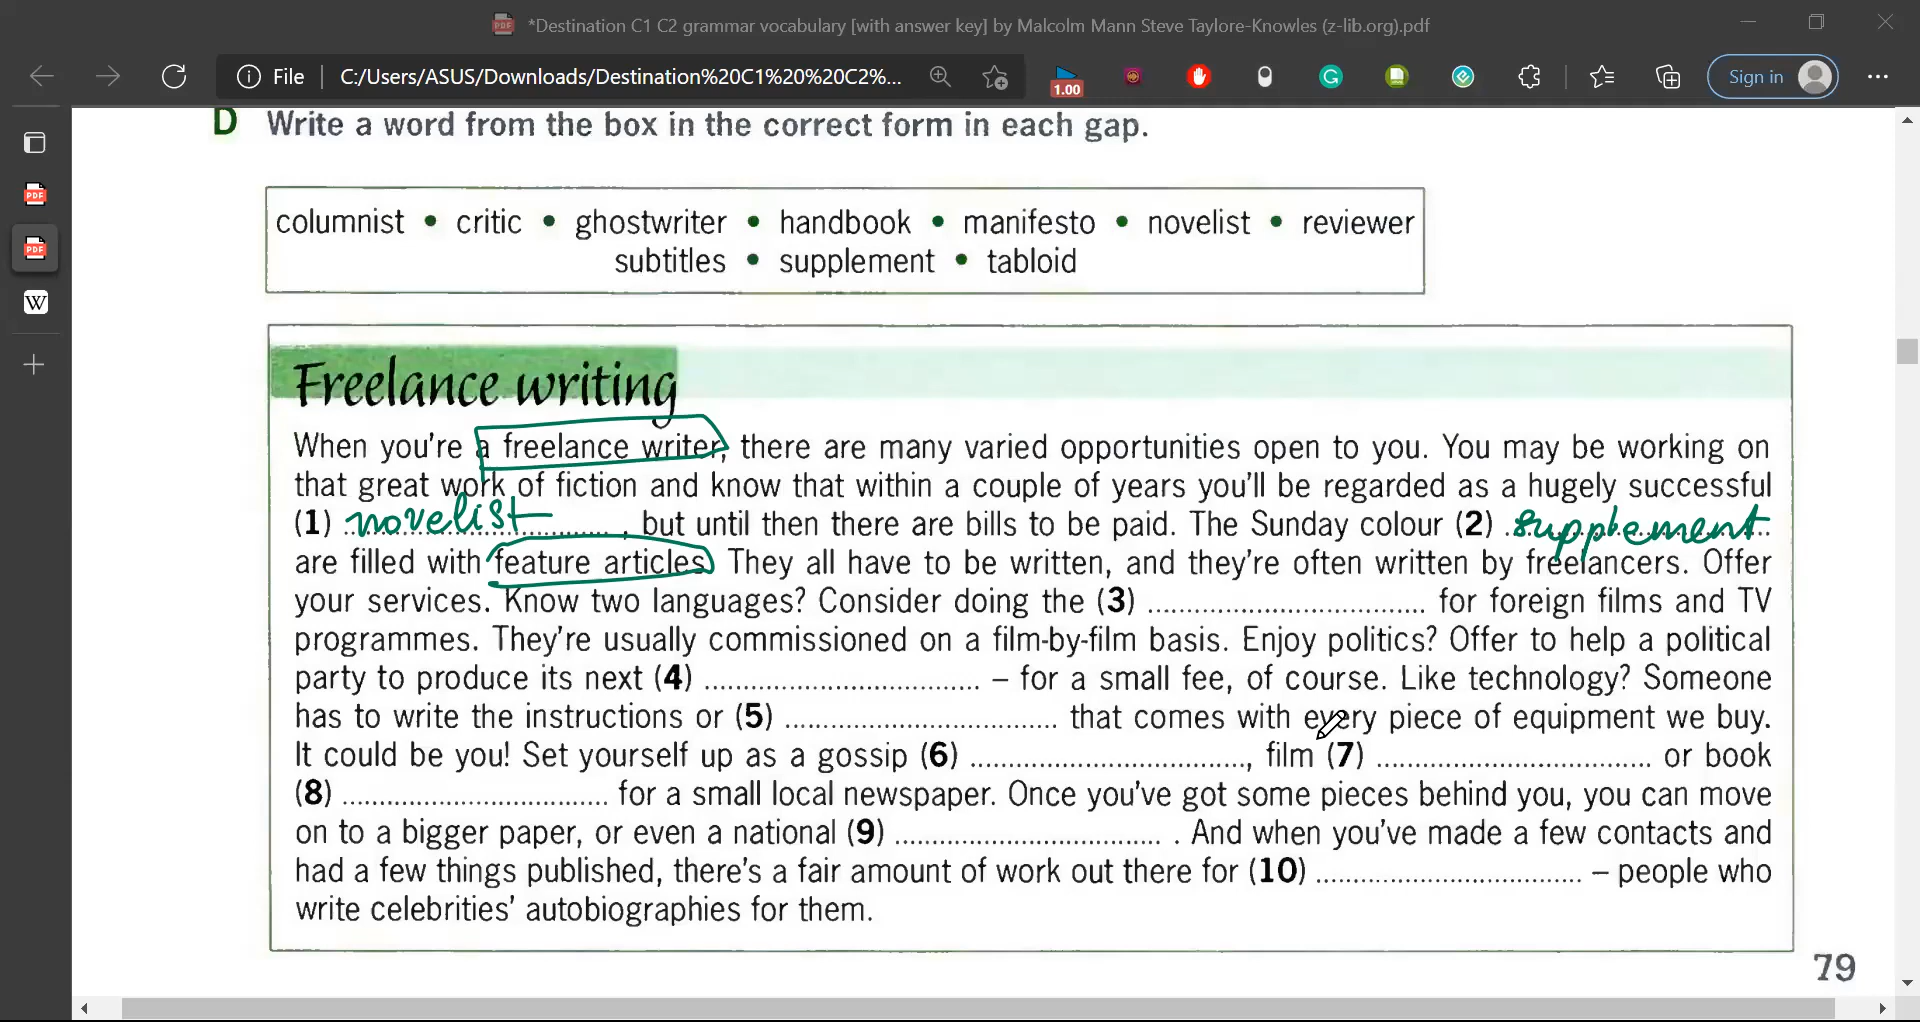 *Destination C1 C2 grammar vocabulary [with answer key] by Malcolm Mann Steve Taylore-Knowles (z-lib.org).pdf
File C:/Users/ASUS/Downloads/Destination%20C1%20%20C2%... 1.00 Sign in
D Write a word from the box in the correct form in each gap.
columnist • critic • ghostwriter • handbook • manifesto • novelist • reviewer
subtitles • supplement • tabloid
Freelance writing
When you're a freelance writer, there are many varied opportunities open to you. You may be working on
that great work of fiction and know that within a couple of years you'll be regarded as a hugely successful
(1) novelist, but until then there are bills to be paid. The Sunday colour (2) supplement
are filled with feature articles. They all have to be written, and they're often written by freelancers. Offer
your services. Know two languages? Consider doing the (3) .................................... for foreign films and TV
programmes. They're usually commissioned on a film-by-film basis. Enjoy politics? Offer to help a political
party to produce its next (4) .................................... – for a small fee, of course. Like technology? Someone
has to write the instructions or (5) .................................... that comes with every piece of equipment we buy.
It could be you! Set yourself up as a gossip (6) ...................................., film (7) .................................... or book
(8) .................................... for a small local newspaper. Once you've got some pieces behind you, you can move
on to a bigger paper, or even a national (9) .................................... . And when you've made a few contacts and
had a few things published, there's a fair amount of work out there for (10) .................................... – people who
write celebrities' autobiographies for them.
79